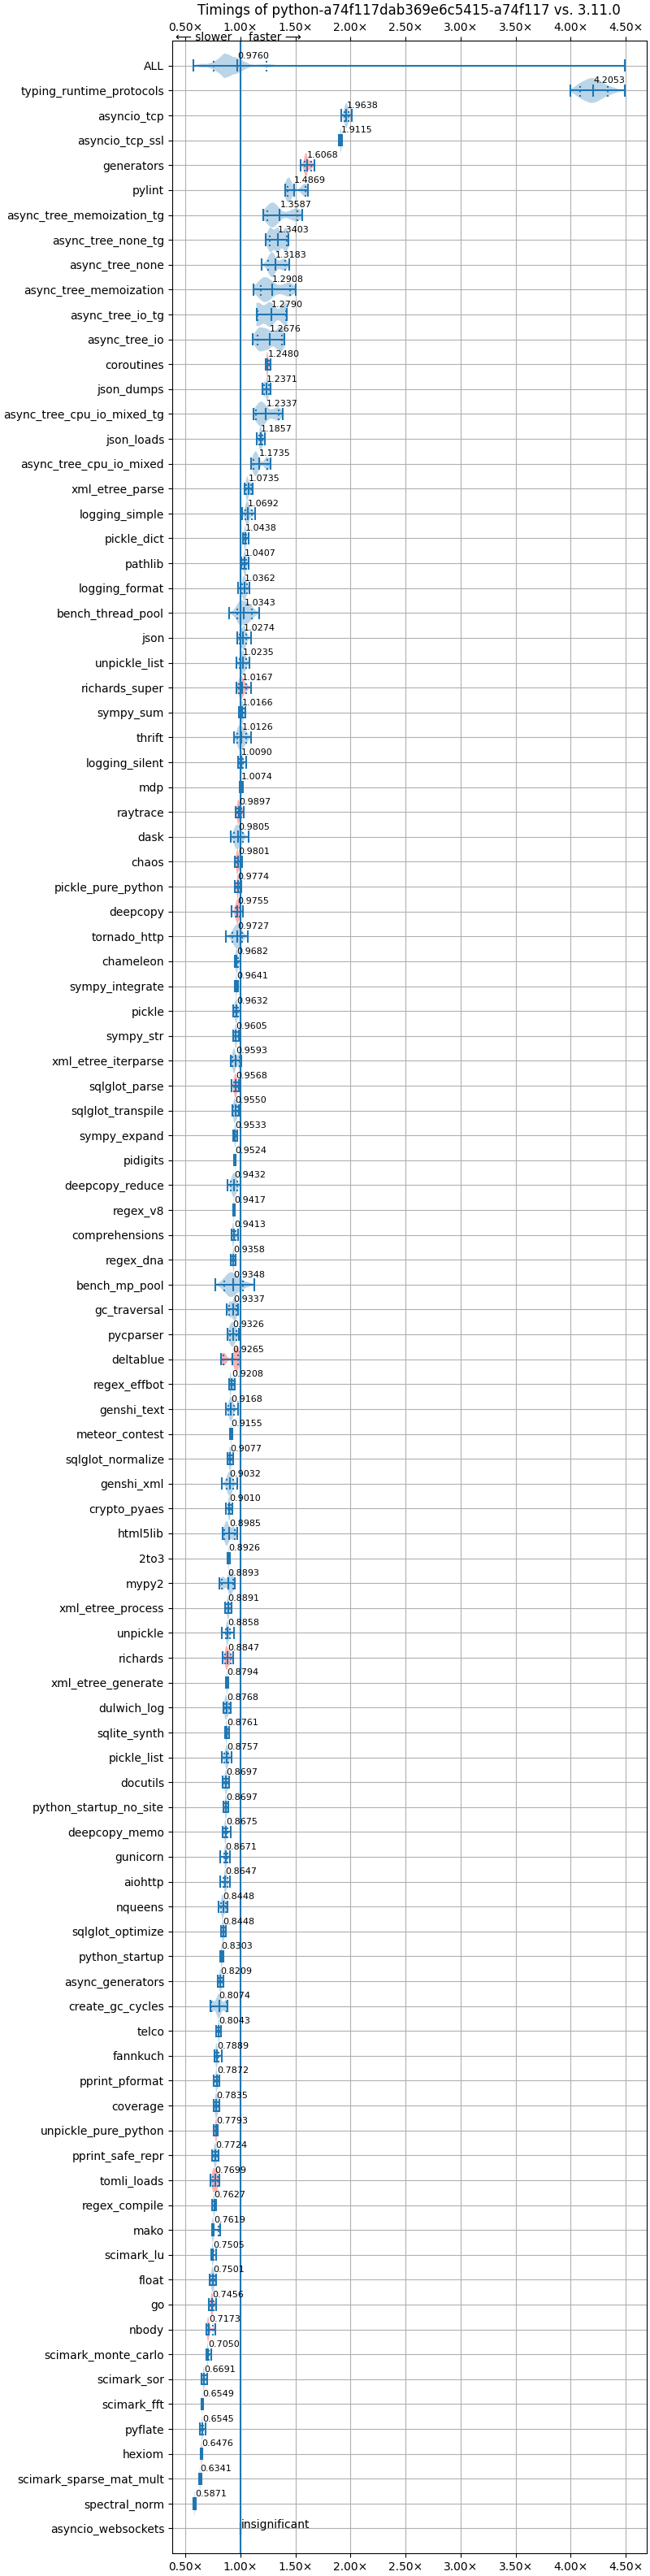 Timings of python-a74f117dab369e6c5415-a74f117 vs. 3.11.0
0.50× 1.00× 1.50× 2.00× 2.50× 3.00× 3.50× 4.00× 4.50×
⟵ slower faster ⟶
ALL 0.9760
typing_runtime_protocols 4.2053
asyncio_tcp 1.9638
asyncio_tcp_ssl 1.9115
generators 1.6068
pylint 1.4869
async_tree_memoization_tg 1.3587
async_tree_none_tg 1.3403
async_tree_none 1.3183
async_tree_memoization 1.2908
async_tree_io_tg 1.2790
async_tree_io 1.2676
coroutines 1.2480
json_dumps 1.2371
async_tree_cpu_io_mixed_tg 1.2337
json_loads 1.1857
async_tree_cpu_io_mixed 1.1735
xml_etree_parse 1.0735
logging_simple 1.0692
pickle_dict 1.0438
pathlib 1.0407
logging_format 1.0362
bench_thread_pool 1.0343
json 1.0274
unpickle_list 1.0235
richards_super 1.0167
sympy_sum 1.0166
thrift 1.0126
logging_silent 1.0090
mdp 1.0074
raytrace 0.9897
dask 0.9805
chaos 0.9801
pickle_pure_python 0.9774
deepcopy 0.9755
tornado_http 0.9727
chameleon 0.9682
sympy_integrate 0.9641
pickle 0.9632
sympy_str 0.9605
xml_etree_iterparse 0.9593
sqlglot_parse 0.9568
sqlglot_transpile 0.9550
sympy_expand 0.9533
pidigits 0.9524
deepcopy_reduce 0.9432
regex_v8 0.9417
comprehensions 0.9413
regex_dna 0.9358
bench_mp_pool 0.9348
gc_traversal 0.9337
pycparser 0.9326
deltablue 0.9265
regex_effbot 0.9208
genshi_text 0.9168
meteor_contest 0.9155
sqlglot_normalize 0.9077
genshi_xml 0.9032
crypto_pyaes 0.9010
html5lib 0.8985
2to3 0.8926
mypy2 0.8893
xml_etree_process 0.8891
unpickle 0.8858
richards 0.8847
xml_etree_generate 0.8794
dulwich_log 0.8768
sqlite_synth 0.8761
pickle_list 0.8757
docutils 0.8697
python_startup_no_site 0.8697
deepcopy_memo 0.8675
gunicorn 0.8671
aiohttp 0.8647
nqueens 0.8448
sqlglot_optimize 0.8448
python_startup 0.8303
async_generators 0.8209
create_gc_cycles 0.8074
telco 0.8043
fannkuch 0.7889
pprint_pformat 0.7872
coverage 0.7835
unpickle_pure_python 0.7793
pprint_safe_repr 0.7724
tomli_loads 0.7699
regex_compile 0.7627
mako 0.7619
scimark_lu 0.7505
float 0.7501
go 0.7456
nbody 0.7173
scimark_monte_carlo 0.7050
scimark_sor 0.6691
scimark_fft 0.6549
pyflate 0.6545
hexiom 0.6476
scimark_sparse_mat_mult 0.6341
spectral_norm 0.5871
asyncio_websockets insignificant
0.50× 1.00× 1.50× 2.00× 2.50× 3.00× 3.50× 4.00× 4.50×